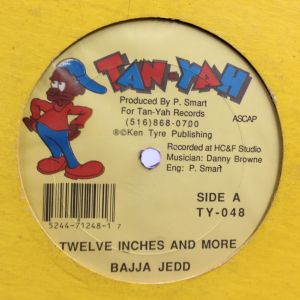 TAN-YAH
Produced By P. Smart
For Tan-Yah Records
(516) 868-0700
ASCAP
®©Ken Tyre Publishing
Recorded at HC&F Studio
Musician: Danny Browne
Eng: P. Smart
SIDE A
TY-048
5244-71248-1 7
TWELVE INCHES AND MORE
BAJJA JEDD